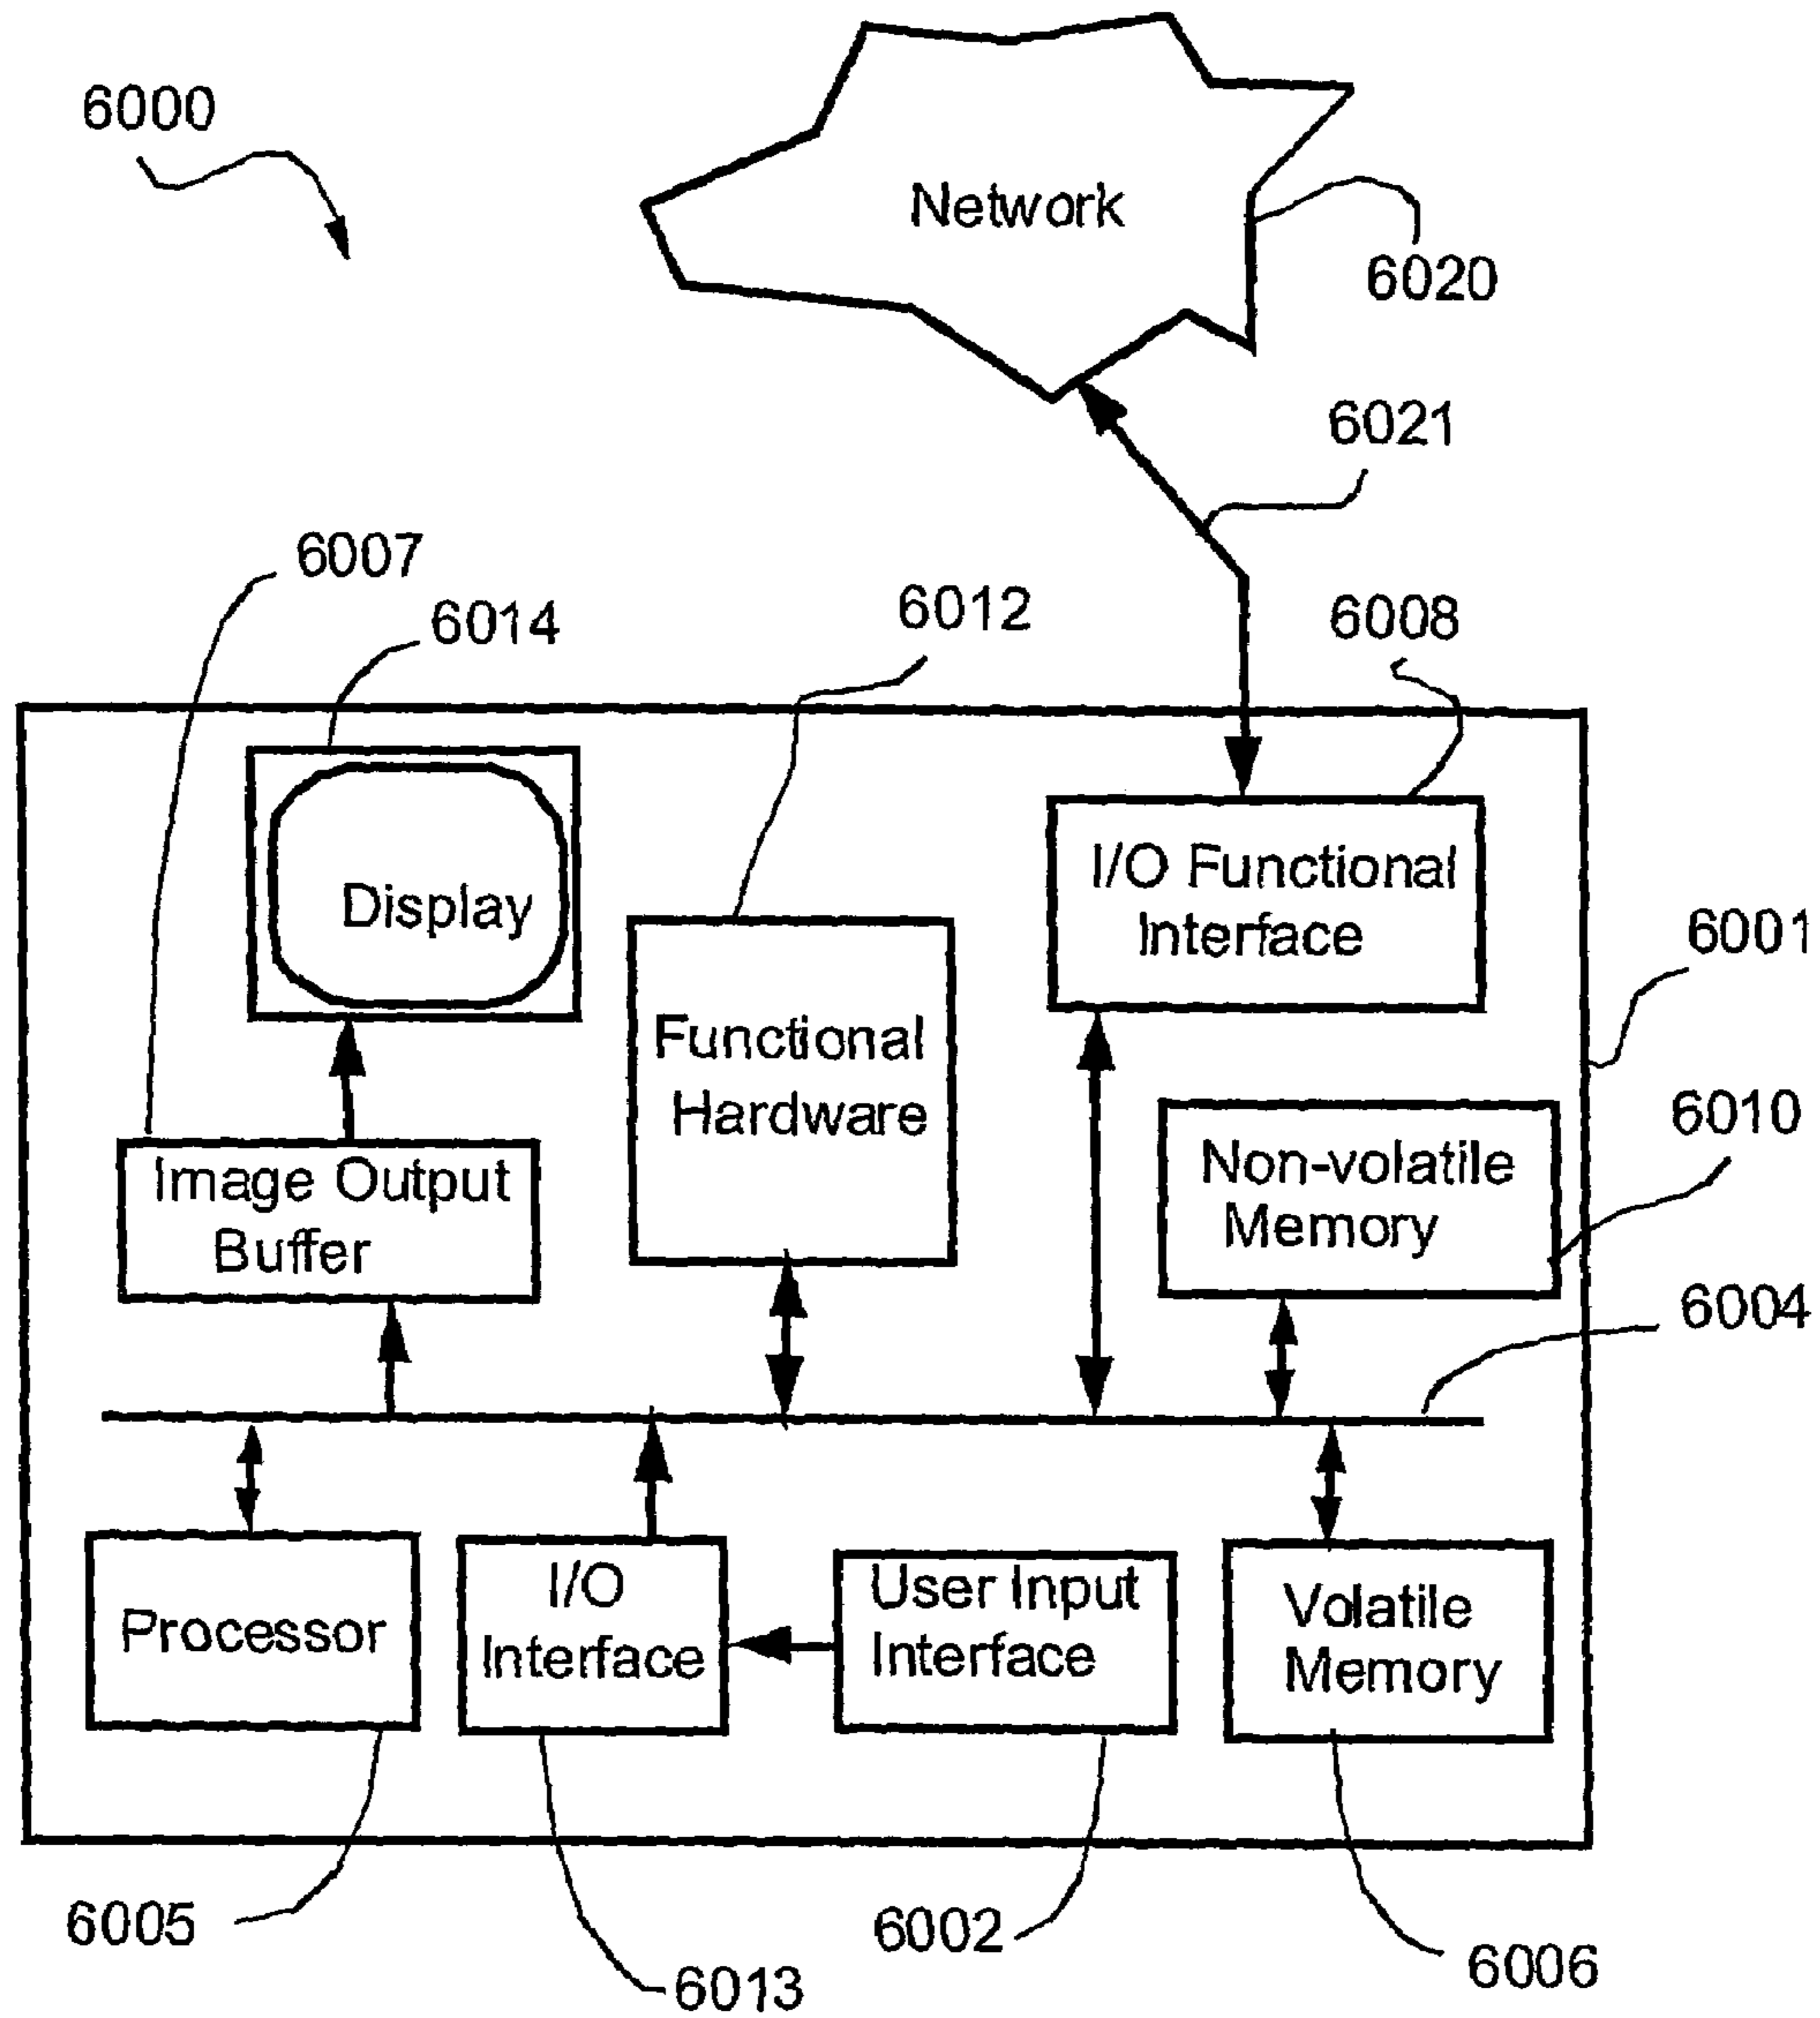 6000
Network
6020
6021
6007
6014
6012
6008
Display
I/O Functional
Interface
6001
Functional
Hardware
6010
Non-volatile
Memory
Image Output
Buffer
6004
Processor
I/O
Interface
User Input
Interface
Volatile
Memory
6005
6013
6002
6006